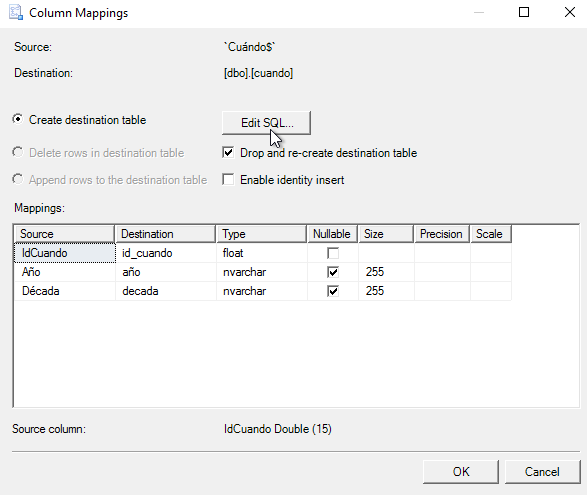 Column Mappings
Source: `Cuándo$`
Destination: [dbo].[cuando]
Create destination table Edit SQL...
Delete rows in destination table Drop and re-create destination table
Append rows to the destination table Enable identity insert
Mappings:
Source Destination Type Nullable Size Precision Scale
IdCuando id_cuando float
Año año nvarchar 255
Década decada nvarchar 255
Source column: IdCuando Double (15)
OK Cancel